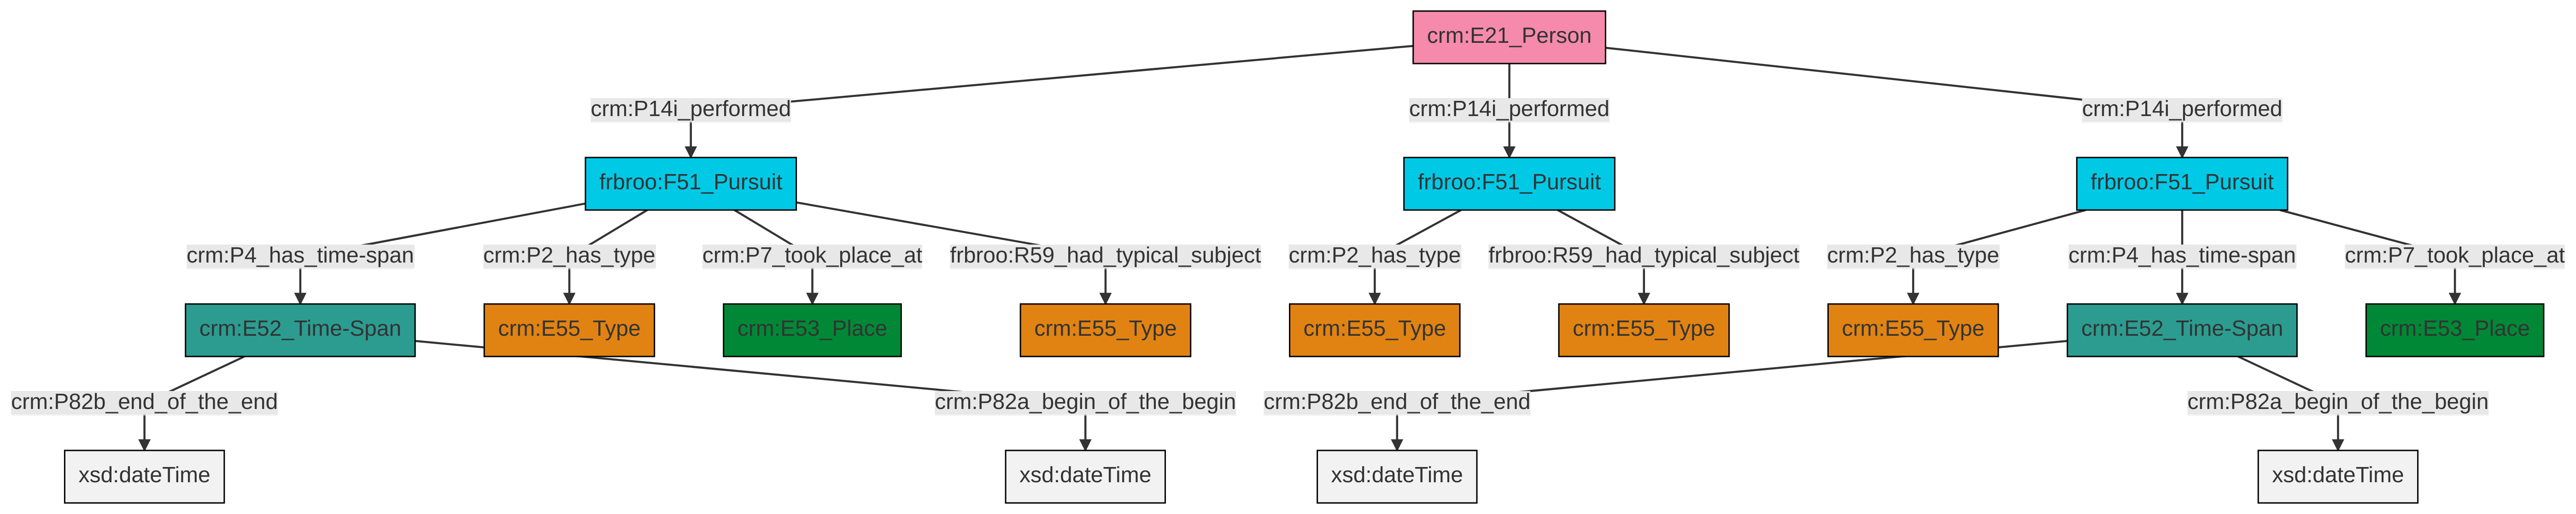 crm:E21_Person
crm:P14i_performed
crm:P14i_performed
crm:P14i_performed
frbroo:F51_Pursuit
frbroo:F51_Pursuit
frbroo:F51_Pursuit
crm:P4_has_time-span
crm:P2_has_type
crm:P7_took_place_at
frbroo:R59_had_typical_subject
crm:P2_has_type
frbroo:R59_had_typical_subject
crm:P2_has_type
crm:P4_has_time-span
crm:P7_took_place_at
crm:E52_Time-Span
crm:E55_Type
crm:E53_Place
crm:E55_Type
crm:E55_Type
crm:E55_Type
crm:E55_Type
crm:E52_Time-Span
crm:E53_Place
crm:P82b_end_of_the_end
crm:P82a_begin_of_the_begin
crm:P82b_end_of_the_end
crm:P82a_begin_of_the_begin
xsd:dateTime
xsd:dateTime
xsd:dateTime
xsd:dateTime